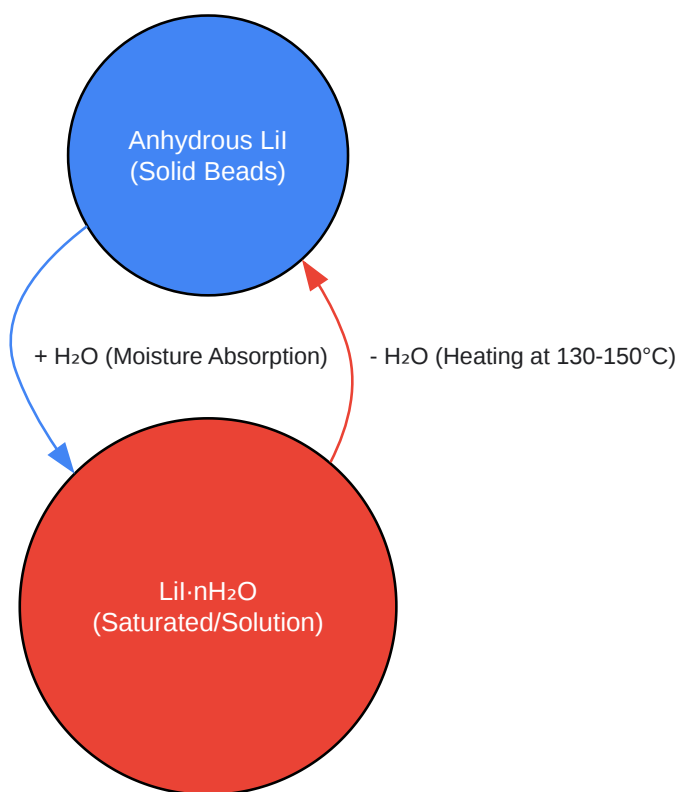 Anhydrous LiI
(Solid Beads)
+ H₂O (Moisture Absorption)
- H₂O (Heating at 130-150°C)
LiI·nH₂O
(Saturated/Solution)